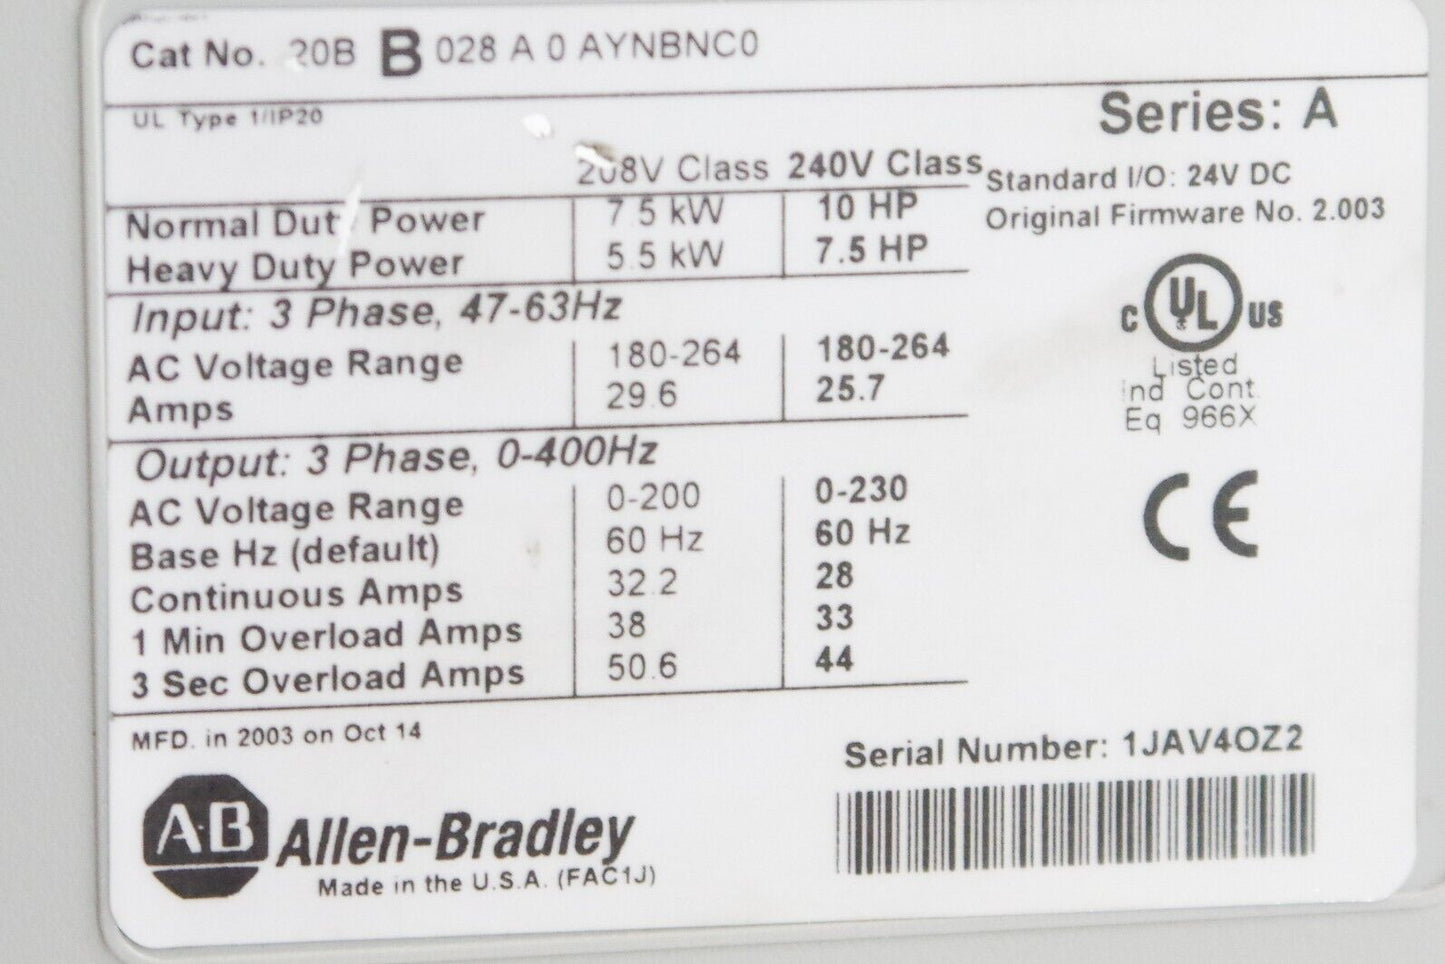 Cat No. 20B B 028 A 0 AYNBNC0
UL Type 1/IP20
Series: A
208V Class 240V Class
Standard I/O: 24V DC
Original Firmware No. 2.003
Normal Duty Power 7.5 kW 10 HP
Heavy Duty Power 5.5 kW 7.5 HP
Input: 3 Phase, 47-63Hz
AC Voltage Range 180-264 180-264
Amps 29.6 25.7
C UL US
Listed
Ind Cont
Eq 966X
Output: 3 Phase, 0-400Hz
AC Voltage Range 0-200 0-230
Base Hz (default) 60 Hz 60 Hz
Continuous Amps 32.2 28
1 Min Overload Amps 38 33
3 Sec Overload Amps 50.6 44
CE
MFD. in 2003 on Oct 14
Serial Number: 1JAV4OZ2
A-B Allen-Bradley
Made in the U.S.A. (FAC1J)